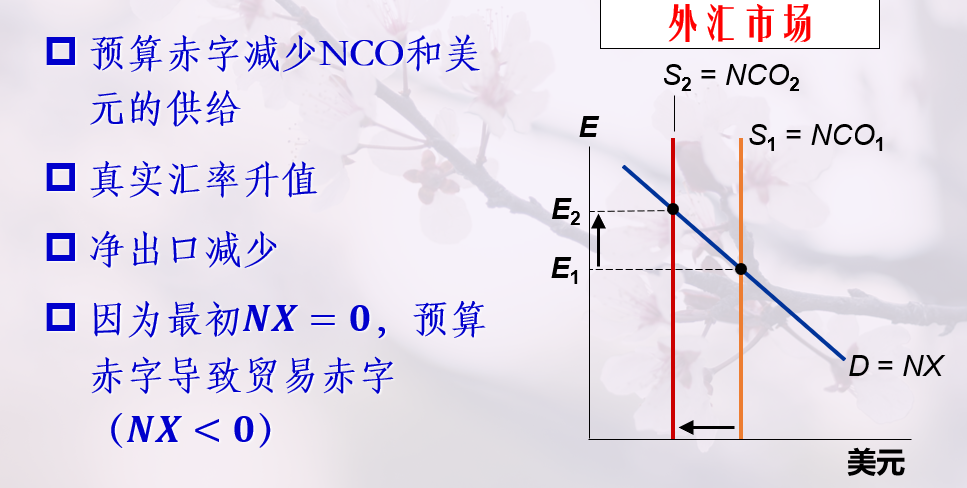 外汇市场
预算赤字减少NCO和美
元的供给
真实汇率升值
净出口减少
因为最初NX = 0，预算
赤字导致贸易赤字
（NX < 0）
S₂ = NCO₂
E
S₁ = NCO₁
E₂
E₁
D = NX
美元